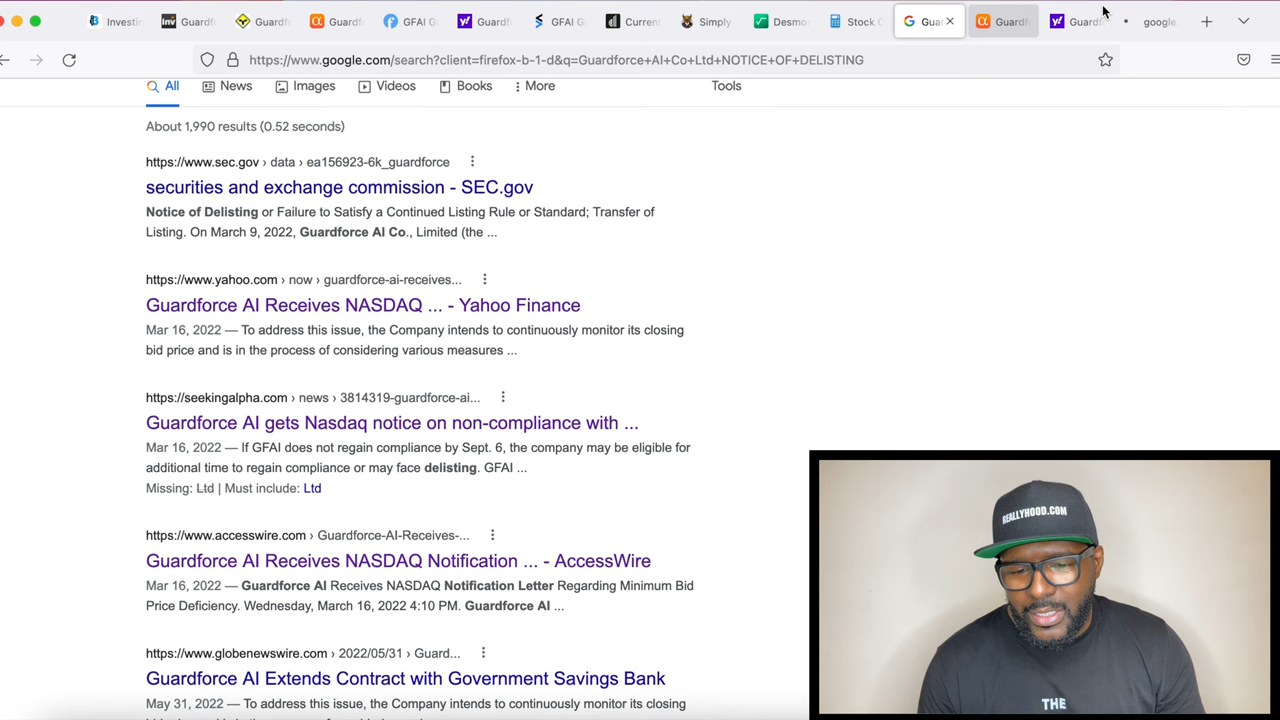 Investin
Guardf
Guardfo
Guardfo
GFAI G
Guardf
GFAI G
Current
Simply
Desmo
Stock C
Gua
Guardf
Guardf
google.
https://www.google.com/search?client=firefox-b-1-d&q=Guardforce+AI+Co+Ltd+NOTICE+OF+DELISTING
All
News
Images
Videos
Books
More
Tools
About 1,990 results (0.52 seconds)
https://www.sec.gov › data › ea156923-6k_guardforce
securities and exchange commission - SEC.gov
Notice of Delisting or Failure to Satisfy a Continued Listing Rule or Standard; Transfer of
Listing. On March 9, 2022, Guardforce AI Co., Limited (the ...
https://www.yahoo.com › now › guardforce-ai-receives...
Guardforce AI Receives NASDAQ ... - Yahoo Finance
Mar 16, 2022 — To address this issue, the Company intends to continuously monitor its closing
bid price and is in the process of considering various measures ...
https://seekingalpha.com › news › 3814319-guardforce-ai...
Guardforce AI gets Nasdaq notice on non-compliance with ...
Mar 16, 2022 — If GFAI does not regain compliance by Sept. 6, the company may be eligible for
additional time to regain compliance or may face delisting. GFAI ...
Missing: Ltd | Must include: Ltd
https://www.accesswire.com › Guardforce-AI-Receives-...
Guardforce AI Receives NASDAQ Notification ... - AccessWire
Mar 16, 2022 — Guardforce AI Receives NASDAQ Notification Letter Regarding Minimum Bid
Price Deficiency. Wednesday, March 16, 2022 4:10 PM. Guardforce AI ...
https://www.globenewswire.com › 2022/05/31 › Guard...
Guardforce AI Extends Contract with Government Savings Bank
May 31, 2022 — To address this issue, the Company intends to continuously monitor its closing
REALLYHOOD.COM
THE